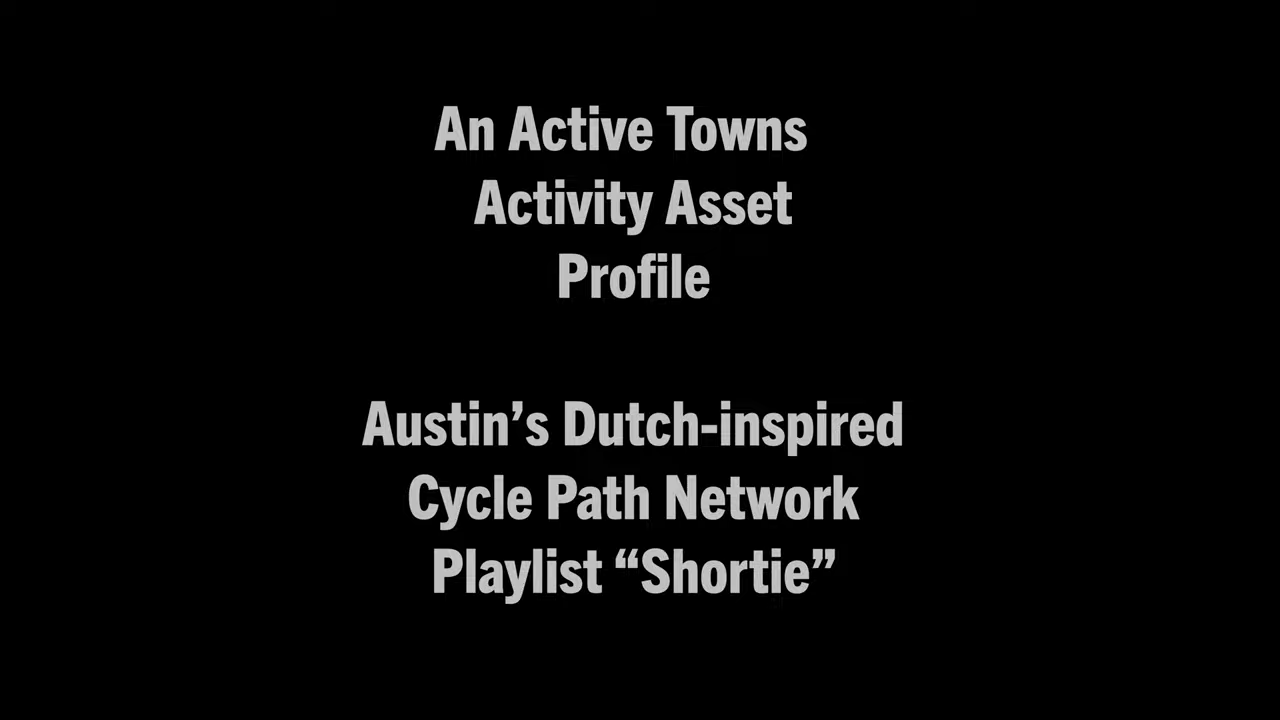 An Active Towns
Activity Asset
Profile
Austin’s Dutch-inspired
Cycle Path Network
Playlist “Shortie”